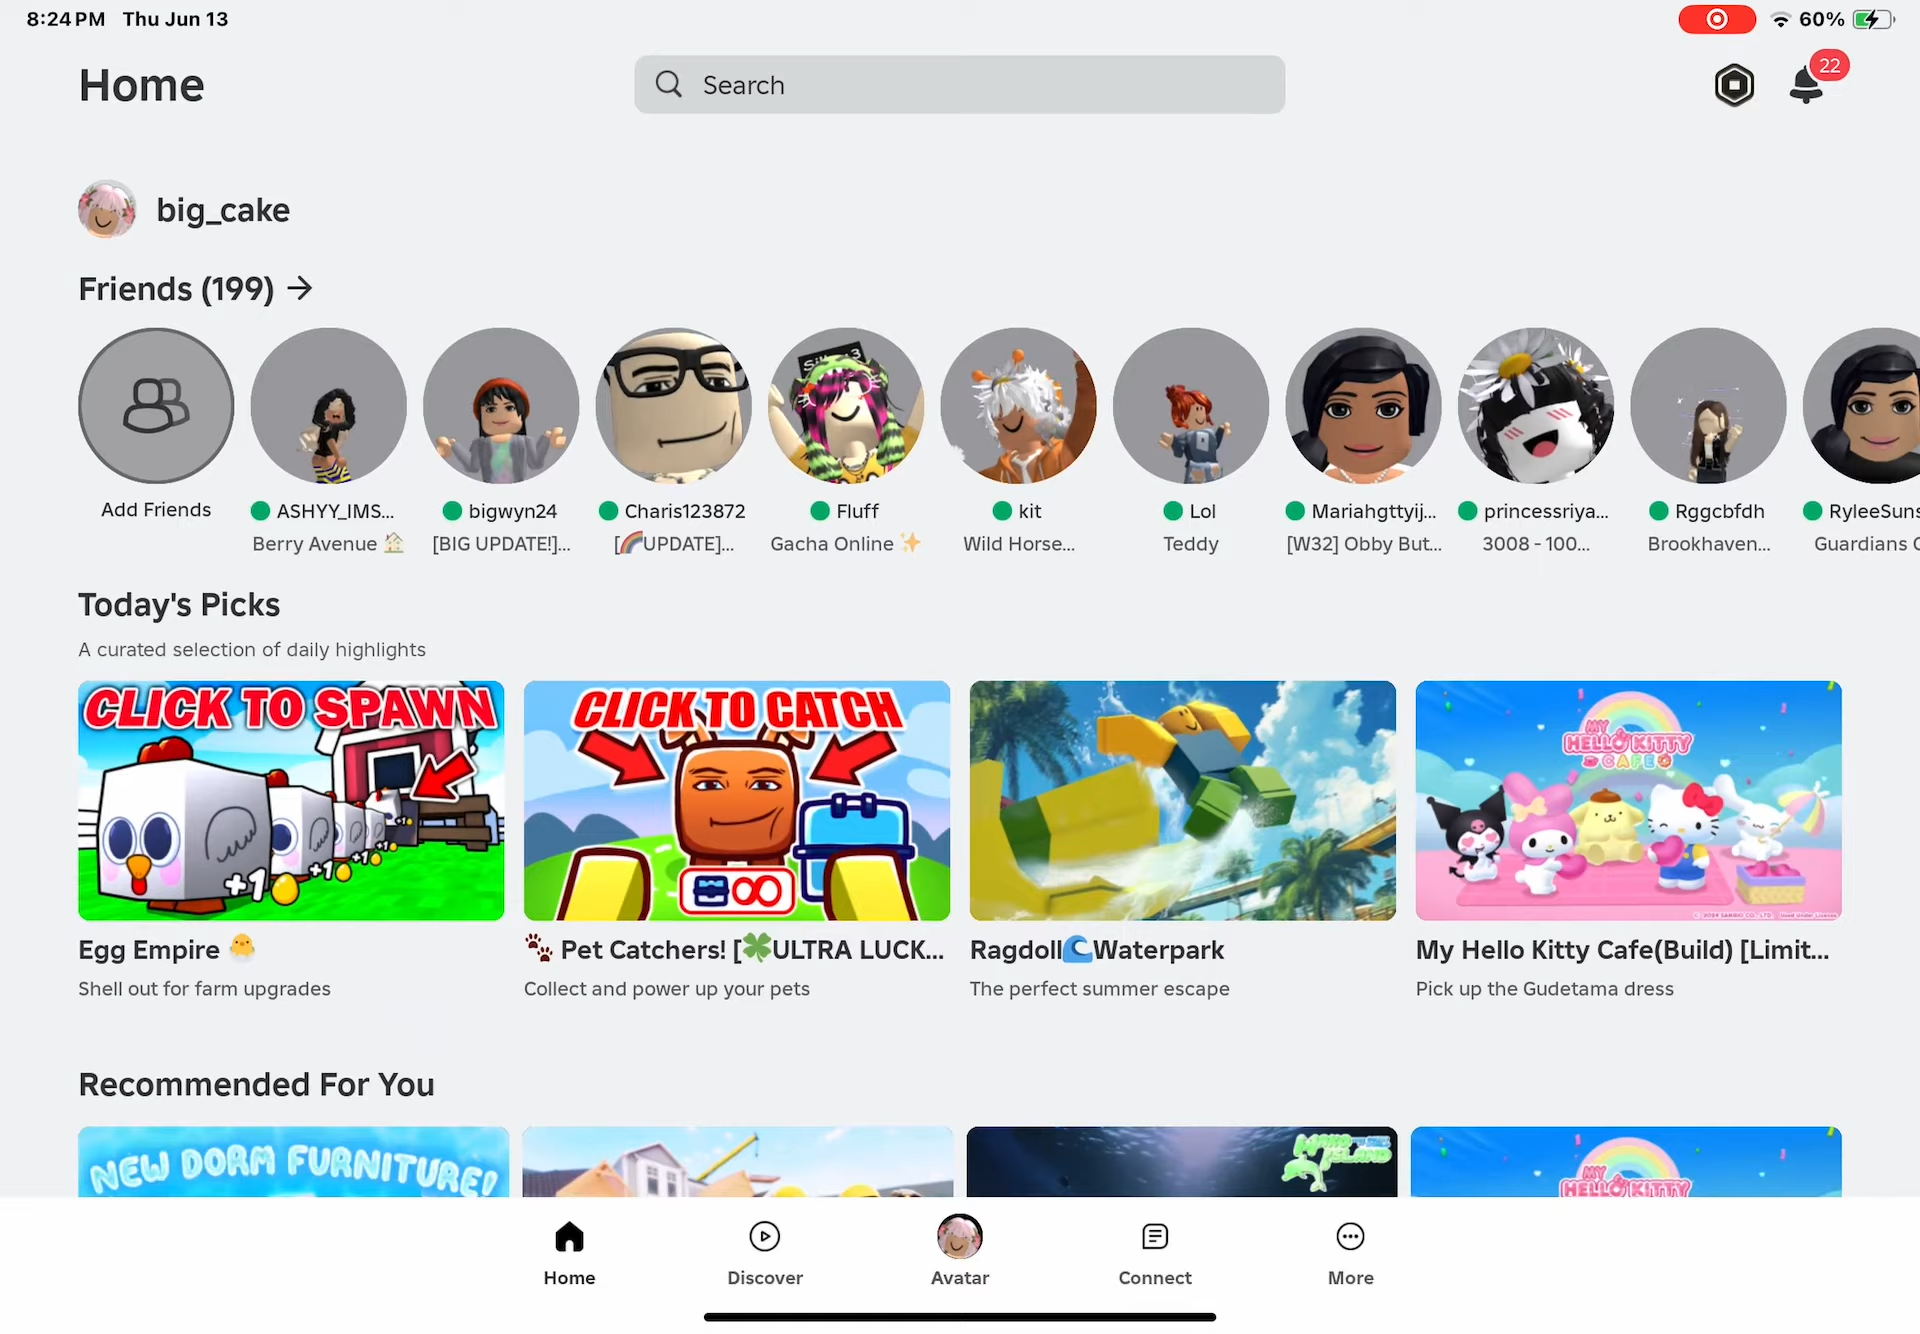 8:24 PM Thu Jun 13
60%
Home
Search
22
big_cake
Friends (199) →
Add Friends
ASHYY_IMS...
bigwyn24
Charis123872
Fluff
kit
Lol
Mariahgttyij...
princessriya...
Rggcbfdh
RyleeSuns
Berry Avenue 🏠
[BIG UPDATE!]...
[🌈UPDATE]...
Gacha Online ✨
Wild Horse...
Teddy
[W32] Obby But...
3008 - 100...
Brookhaven...
Guardians
Today's Picks
A curated selection of daily highlights
CLICK TO SPAWN
+1
+1
+1
+1
CLICK TO CATCH
∞
MY
HELLO KITTY
CAFE
Egg Empire 🐣
🐾 Pet Catchers! [🍀ULTRA LUCK...
Ragdoll🌊Waterpark
My Hello Kitty Cafe(Build) [Limit...
Shell out for farm upgrades
Collect and power up your pets
The perfect summer escape
Pick up the Gudetama dress
Recommended For You
NEW DORM FURNITURE!
ISLAND
MY
HELLO KITTY
Home
Discover
Avatar
Connect
More